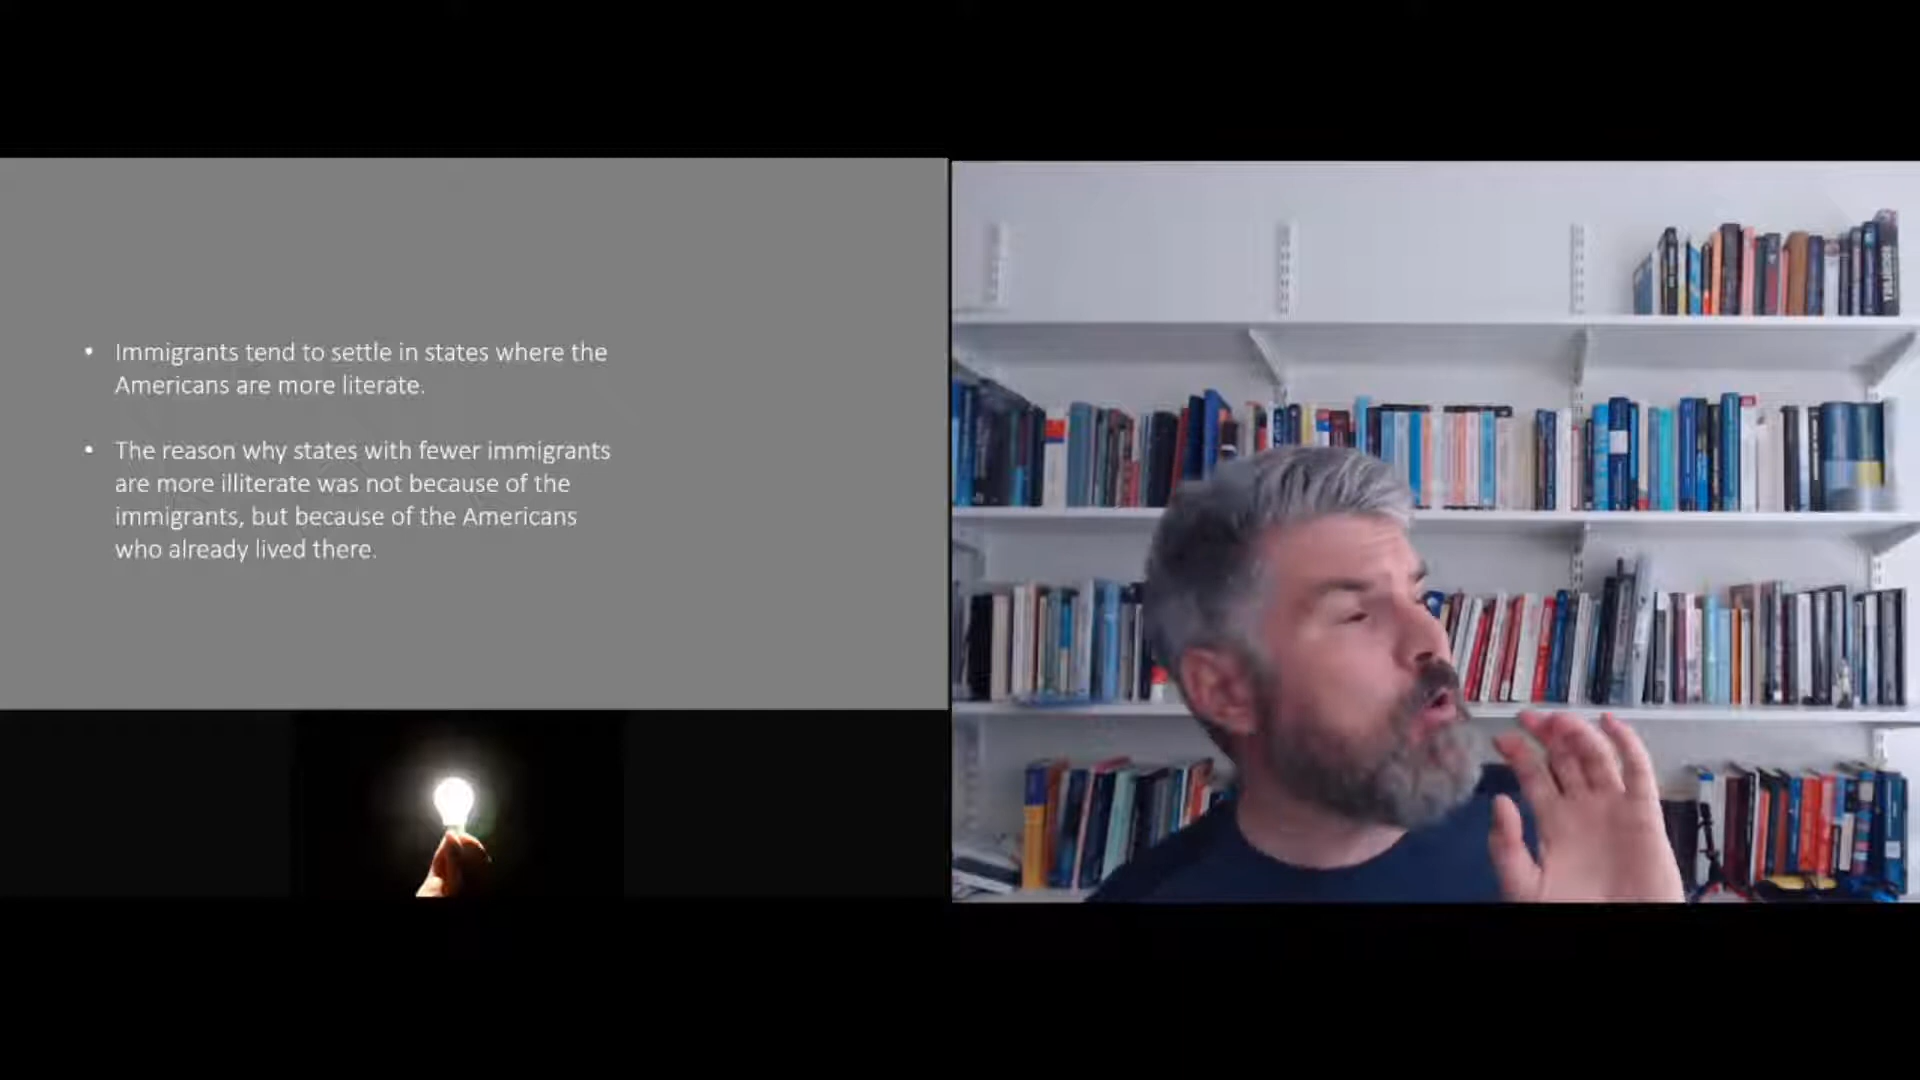 • Immigrants tend to settle in states where the
Americans are more literate.
• The reason why states with fewer immigrants
are more illiterate was not because of the
immigrants, but because of the Americans
who already lived there.